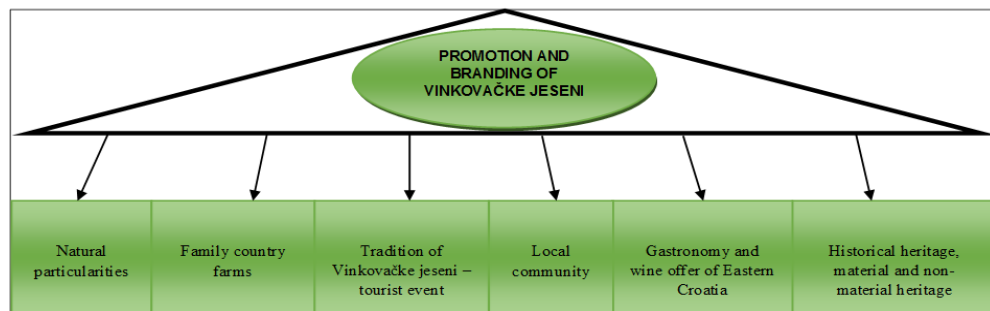 PROMOTION AND
BRANDING OF
VINKOVAČKE JESENI
Natural
particularities
Family country
farms
Tradition of
Vinkovačke jeseni –
tourist event
Local
community
Gastronomy and
wine offer of Eastern
Croatia
Historical heritage,
material and non-
material heritage